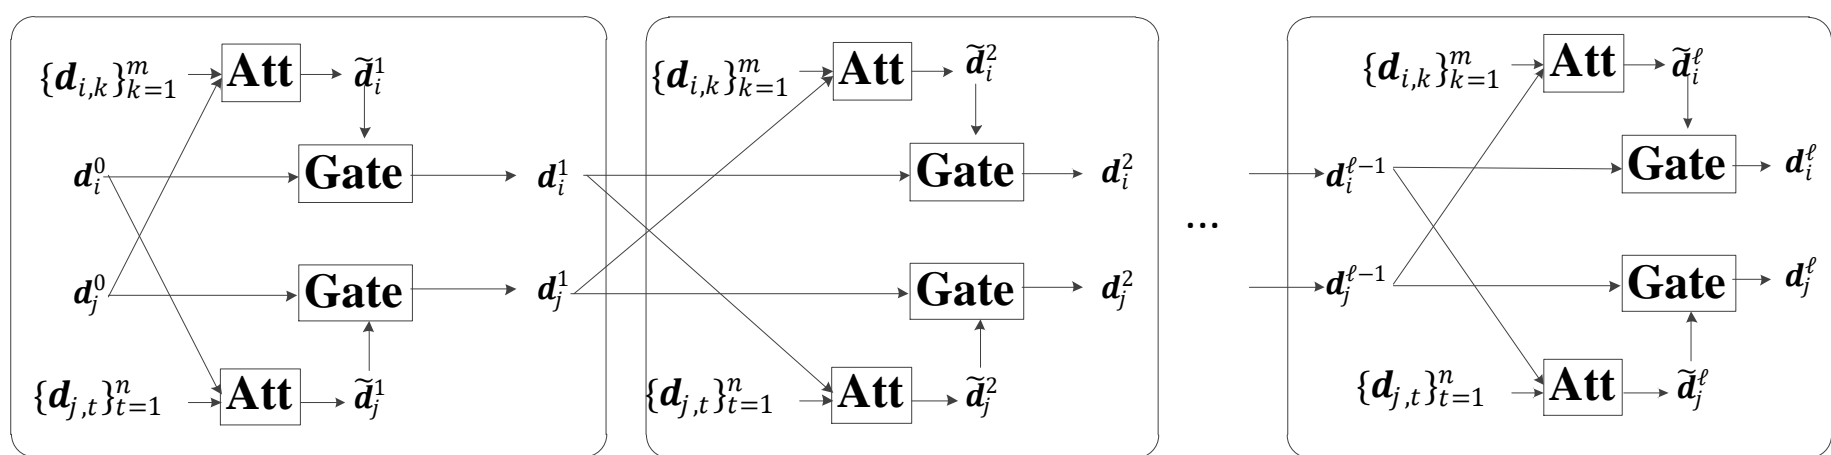 {d_{i,k}}_{k=1}^m Att d̃_i^1 {d_{i,k}}_{k=1}^m Att d̃_i^2 {d_{i,k}}_{k=1}^m Att d̃_i^ℓ
d_i^0 Gate d_i^1 Gate d_i^2 d_i^{ℓ−1} Gate d_i^ℓ
...
d_j^0 Gate d_j^1 Gate d_j^2 d_j^{ℓ−1} Gate d_j^ℓ
{d_{j,t}}_{t=1}^n Att d̃_j^1 {d_{j,t}}_{t=1}^n Att d̃_j^2 {d_{j,t}}_{t=1}^n Att d̃_j^ℓ